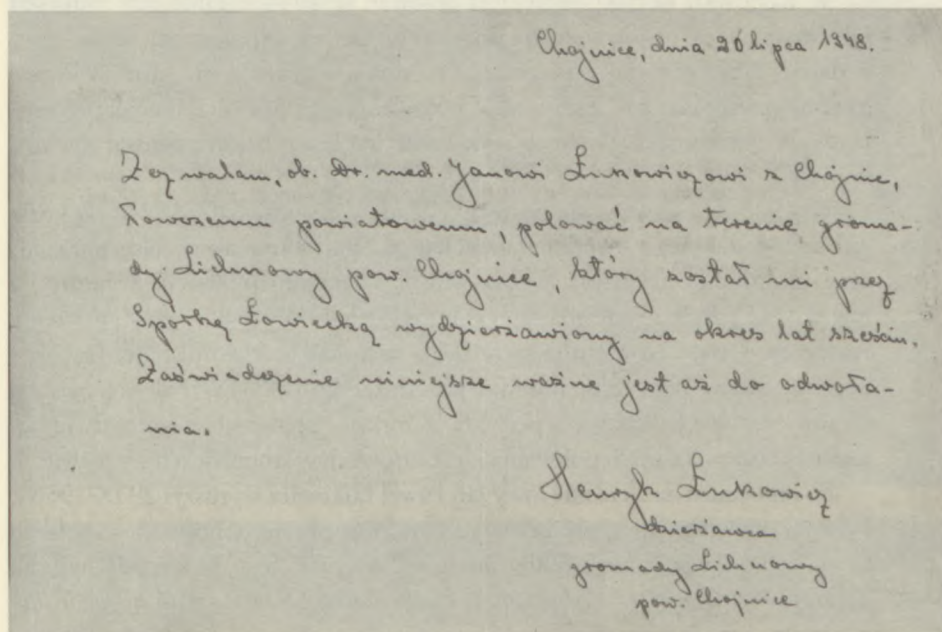 Chojnice, dnia 20 lipca 1948.
Zezwalam, ob. Dr. med. Janowi Łukowiczowi z Chojnic,
Łowczemu powiatowemu, polować na terenie groma-
dy Lichnowy pow. Chojnice, który został mi przez
Spółkę Łowiecką wydzierżawiony na okres lat sześciu.
Zaświadczenie niniejsze ważne jest aż do odwoła-
nia.
Henryk Łukowicz
dzierżawca
gromady Lichnowy
pow. Chojnice